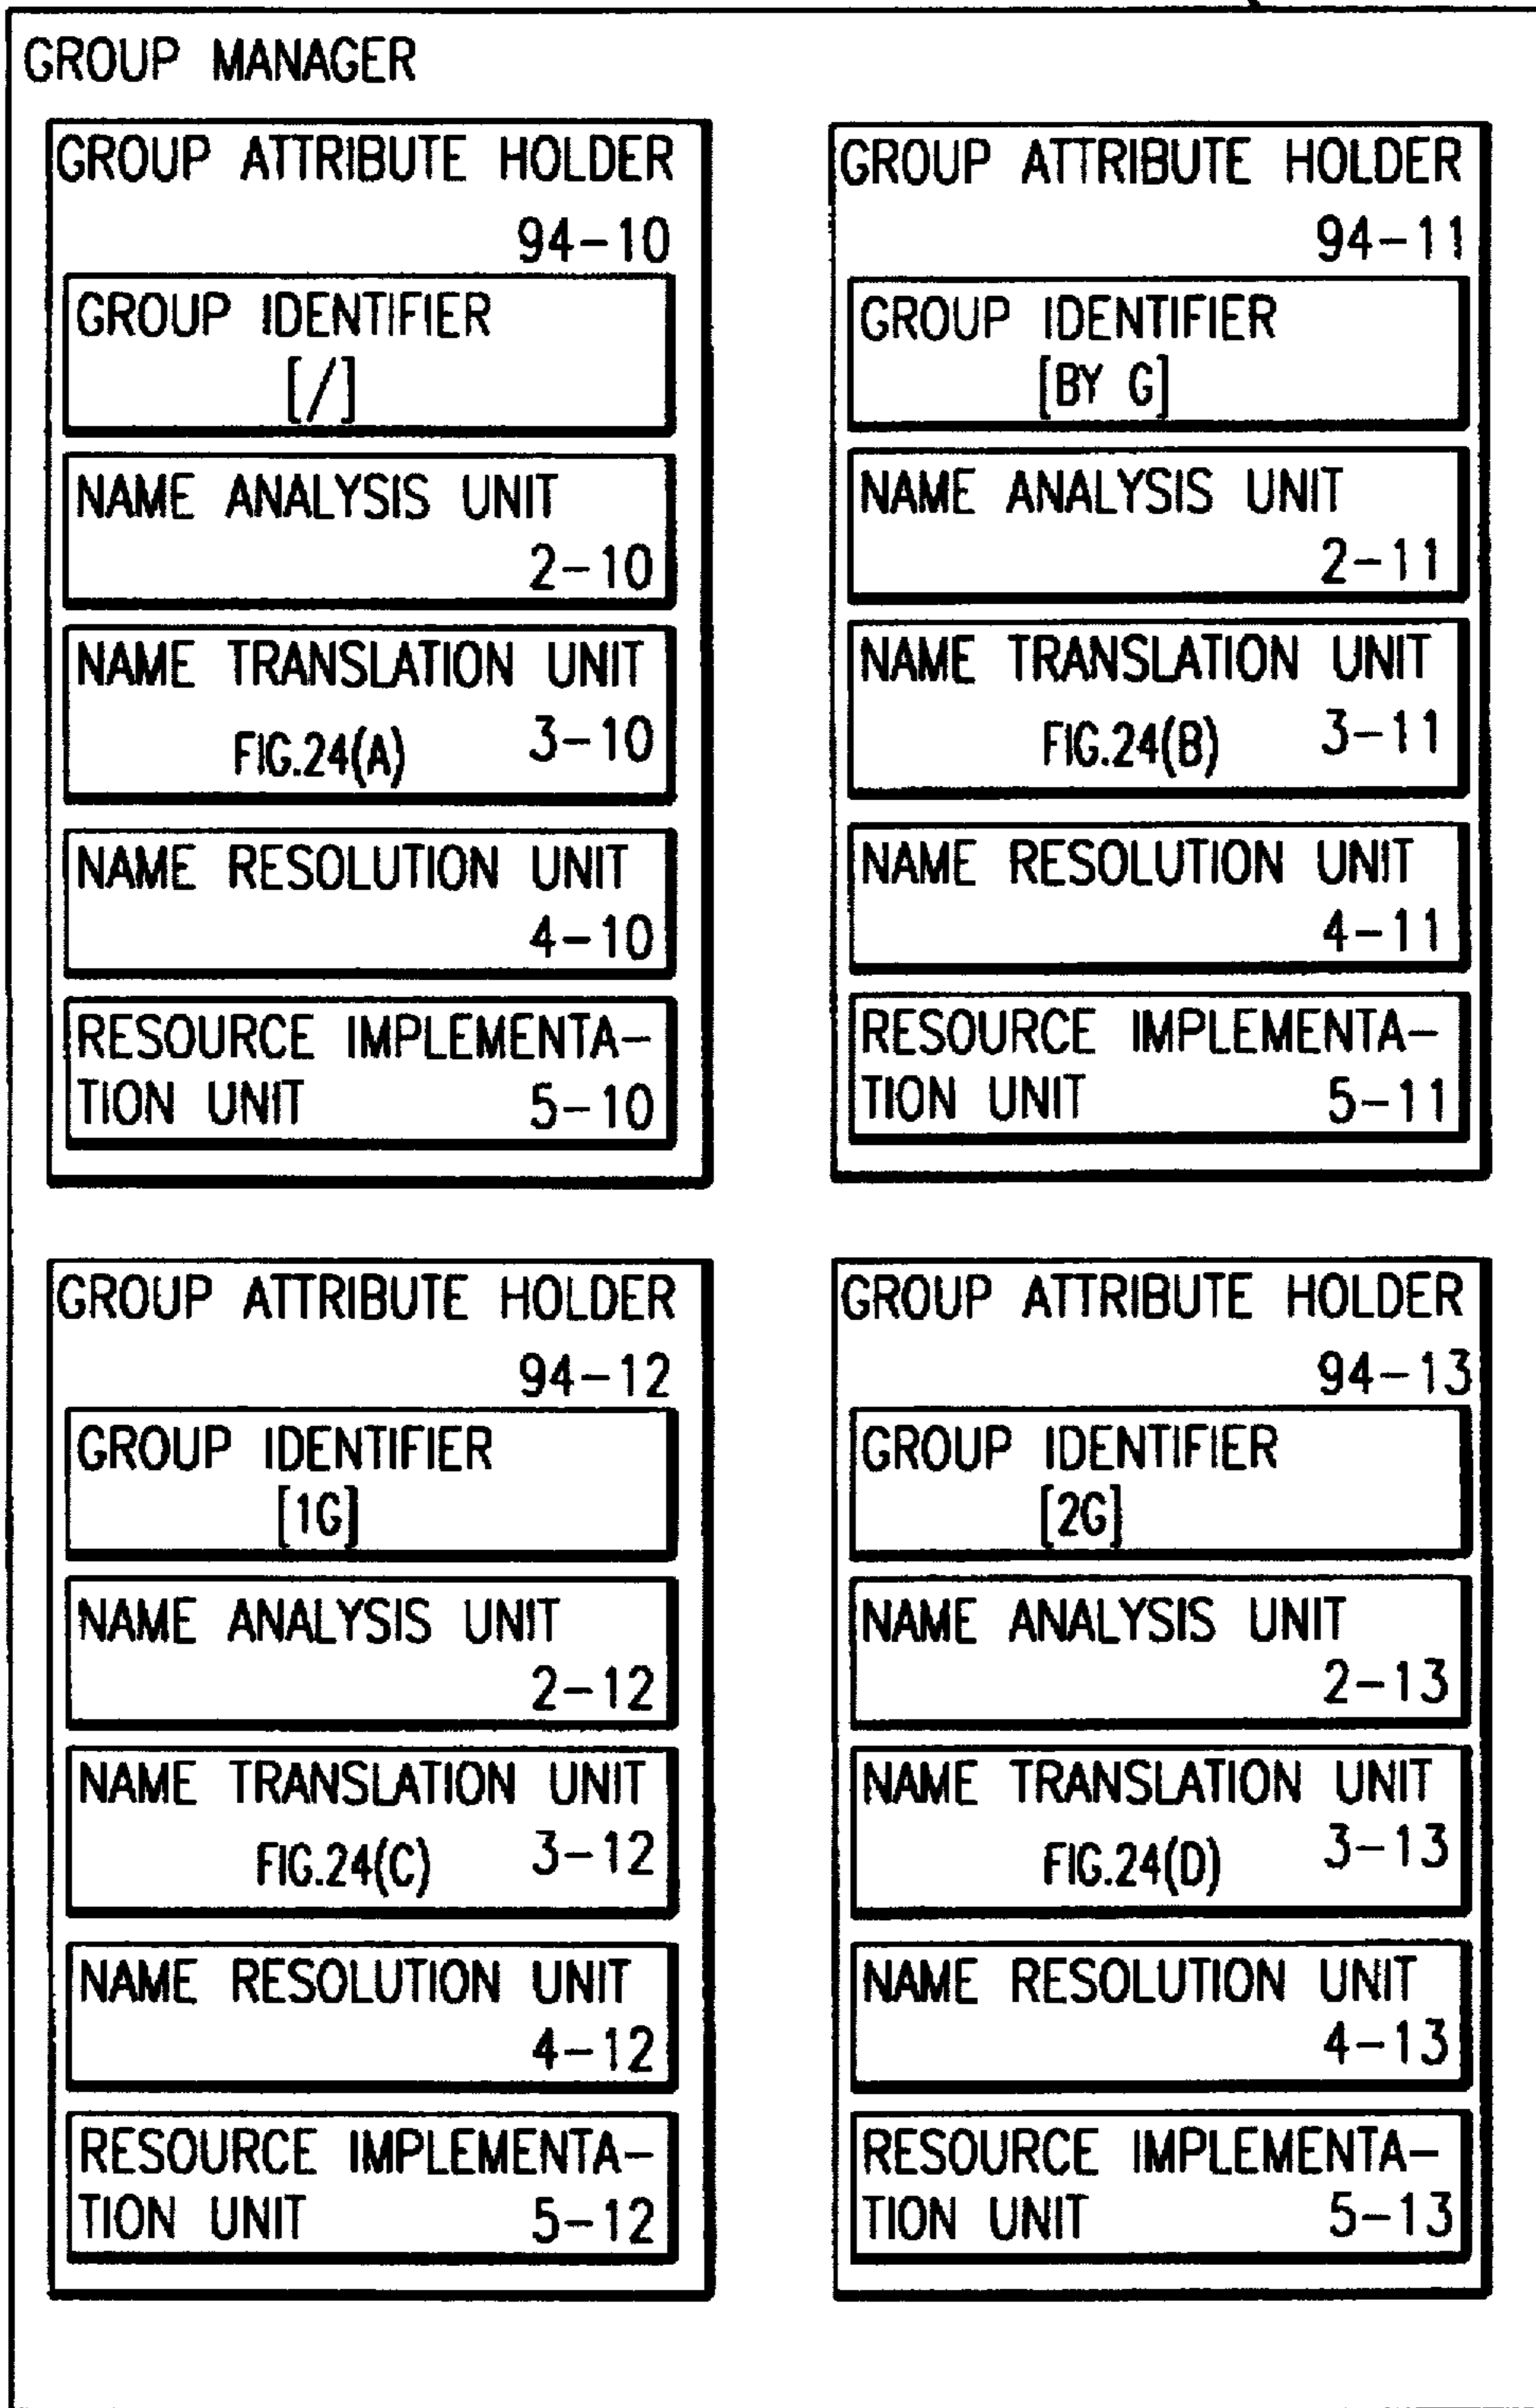 GROUP MANAGER
GROUP ATTRIBUTE HOLDER
94-10
GROUP IDENTIFIER
[/]
NAME ANALYSIS UNIT
2-10
NAME TRANSLATION UNIT
FIG.24(A) 3-10
NAME RESOLUTION UNIT
4-10
RESOURCE IMPLEMENTA-
TION UNIT 5-10
GROUP ATTRIBUTE HOLDER
94-11
GROUP IDENTIFIER
[BY G]
NAME ANALYSIS UNIT
2-11
NAME TRANSLATION UNIT
FIG.24(B) 3-11
NAME RESOLUTION UNIT
4-11
RESOURCE IMPLEMENTA-
TION UNIT 5-11
GROUP ATTRIBUTE HOLDER
94-12
GROUP IDENTIFIER
[1G]
NAME ANALYSIS UNIT
2-12
NAME TRANSLATION UNIT
FIG.24(C) 3-12
NAME RESOLUTION UNIT
4-12
RESOURCE IMPLEMENTA-
TION UNIT 5-12
GROUP ATTRIBUTE HOLDER
94-13
GROUP IDENTIFIER
[2G]
NAME ANALYSIS UNIT
2-13
NAME TRANSLATION UNIT
FIG.24(D) 3-13
NAME RESOLUTION UNIT
4-13
RESOURCE IMPLEMENTA-
TION UNIT 5-13